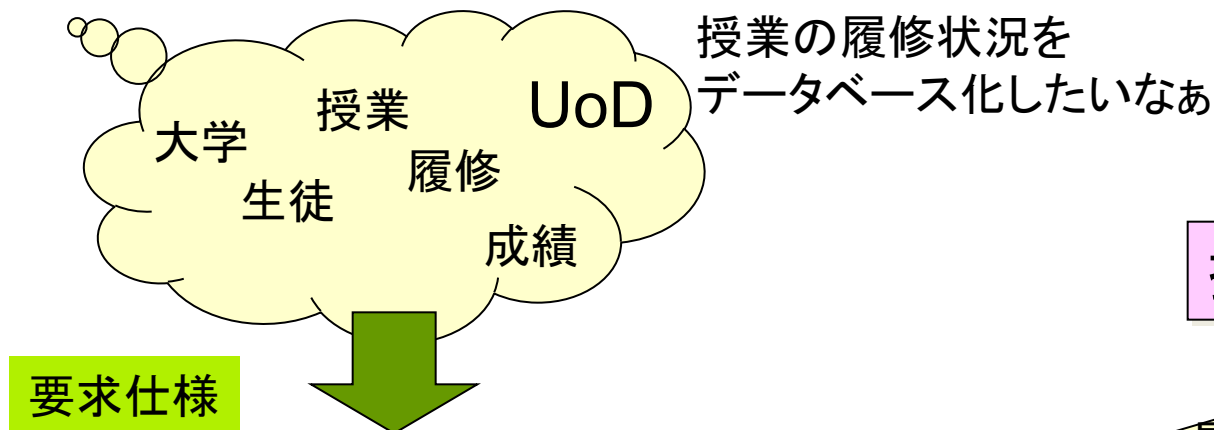 授業の履修状況を
データベース化したいなぁ
授業
UoD
大学
履修
生徒
成績
要求仕様